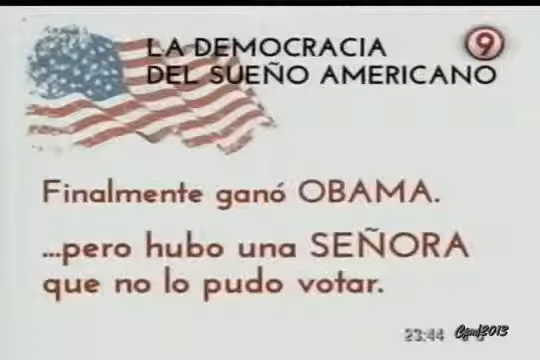 LA DEMOCRACIA
DEL SUEÑO AMERICANO
9
Finalmente ganó OBAMA.
...pero hubo una SEÑORA
que no lo pudo votar.
23:44